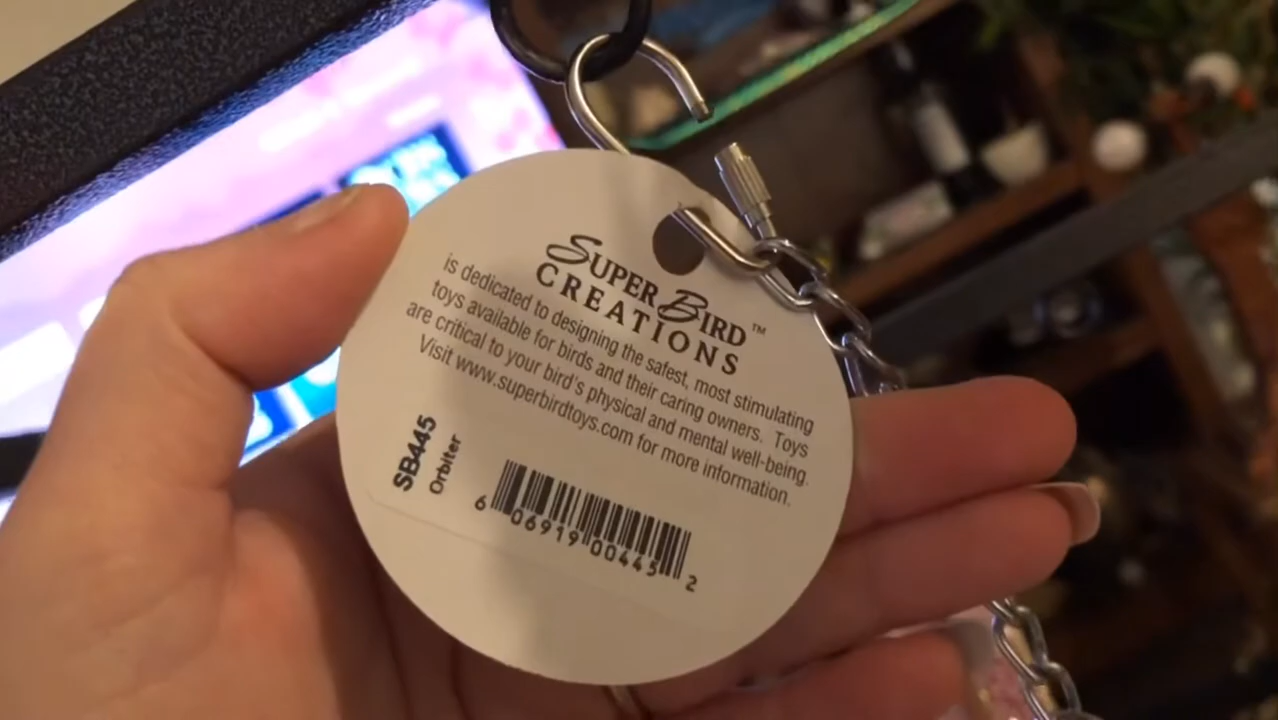 SUPER BIRD™
CREATIONS
is dedicated to designing the safest, most stimulating
toys available for birds and their caring owners. Toys
are critical to your bird's physical and mental well-being.
Visit www.superbirdtoys.com for more information.
SB445
Orbiter
6 06919 00445 2